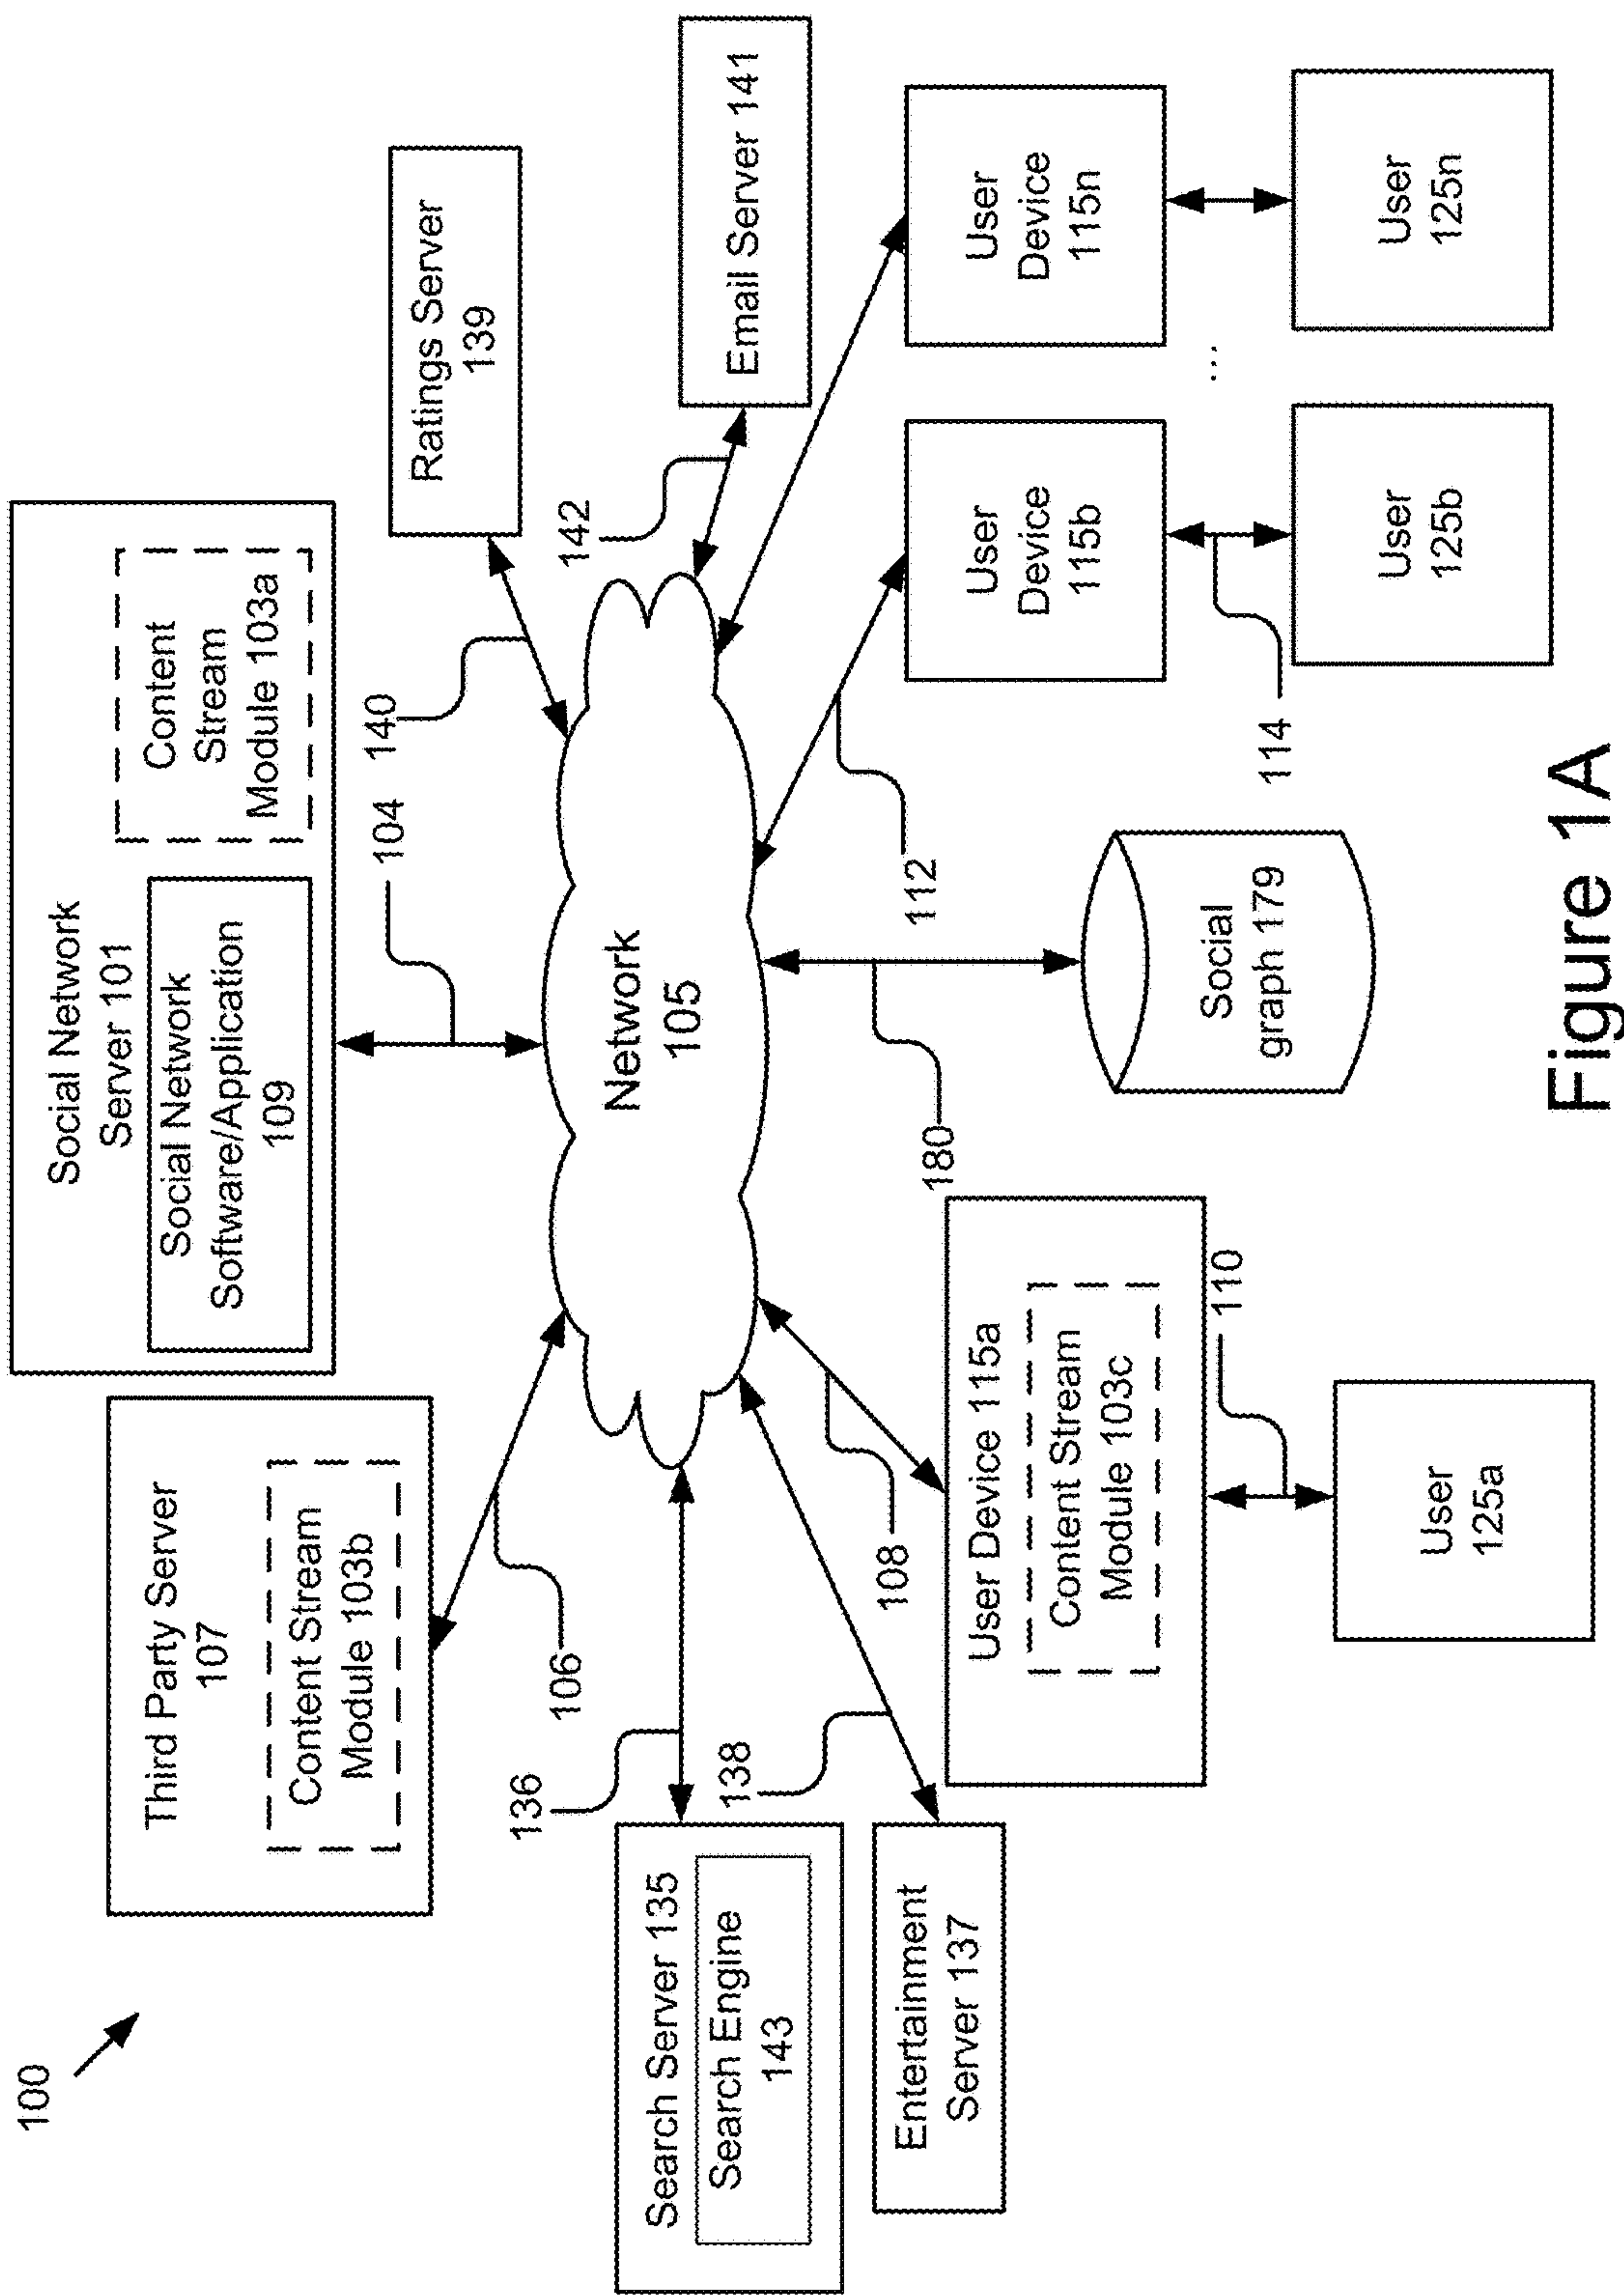 100
Social Network
Server 101
Social Network
Software/Application
109
Content
Stream
Module 103a
Third Party Server
107
Content Stream
Module 103b
Ratings Server
139
104
140
142
106
136
138
Email Server 141
Network
105
Search Server 135
Search Engine
143
Entertainment
Server 137
108
180
112
User Device 115a
Content Stream
Module 103c
User
Device
115b
User
Device
115n
110
114
...
Social
graph 179
User
125a
User
125b
User
125n
Figure 1A